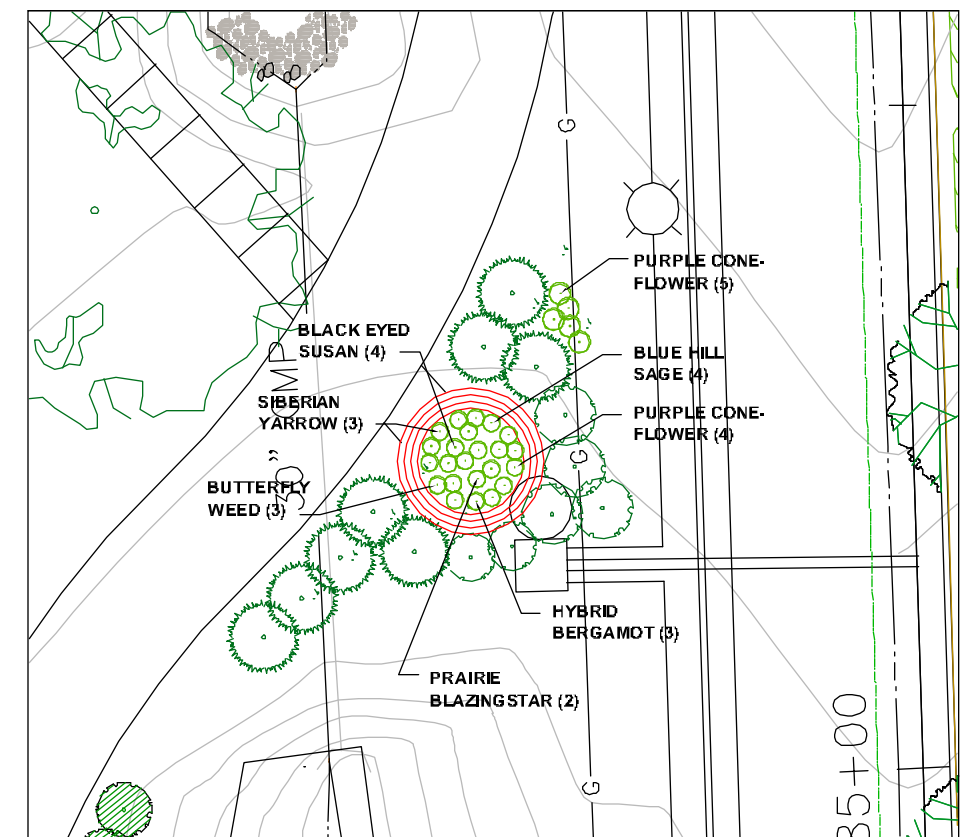 G
PURPLE CONE-
FLOWER (5)
BLACK EYED
SUSAN (4)
BLUE HILL
SAGE (4)
SIBERIAN
YARROW (3)
PURPLE CONE-
FLOWER (4)
G
30" CMP
BUTTERFLY
WEED (3)
HYBRID
BERGAMOT (3)
PRAIRIE
BLAZINGSTAR (2)
G
35+00